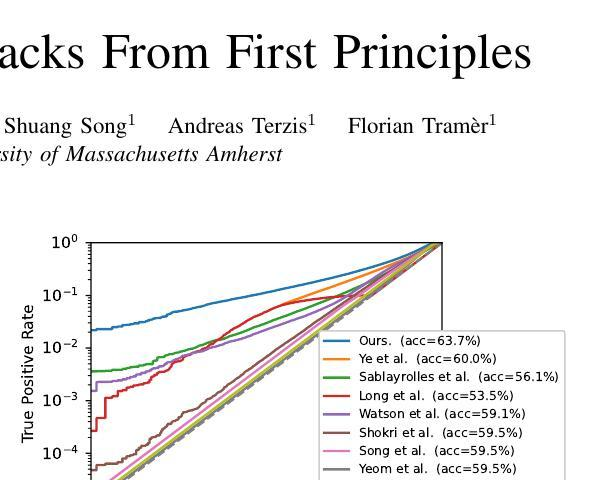 acks From First Principles
Shuang Song¹ Andreas Terzis¹ Florian Tramèr¹
sity of Massachusetts Amherst
10⁰
10⁻¹
10⁻²
10⁻³
10⁻⁴
True Positive Rate
Ours. (acc=63.7%)
Ye et al. (acc=60.0%)
Sablayrolles et al. (acc=56.1%)
Long et al. (acc=53.5%)
Watson et al. (acc=59.1%)
Shokri et al. (acc=59.5%)
Song et al. (acc=59.5%)
Yeom et al. (acc=59.5%)